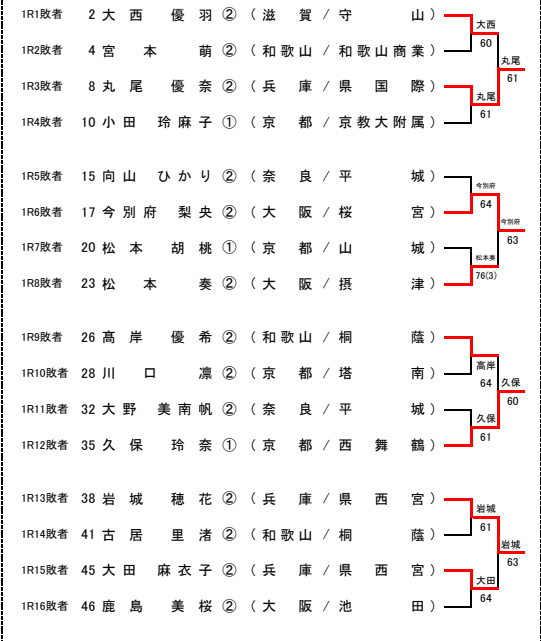 1R1敗者 2 大西 優羽 ② (滋賀/守山)
大西
1R2敗者 4 宮本 萌 ② (和歌山/和歌山商業)
60
丸尾
61
1R3敗者 8 丸尾 優奈 ② (兵庫/県国際)
丸尾
1R4敗者 10 小田 玲麻子 ① (京都/京教大附属)
61
1R5敗者 15 向山 ひかり ② (奈良/平城)
今別府
1R6敗者 17 今別府 梨央 ② (大阪/桜宮)
64
今別府
63
1R7敗者 20 松本 胡桃 ① (京都/山城)
松本奏
1R8敗者 23 松本 奏 ② (大阪/摂津)
76(3)
1R9敗者 26 髙岸 優希 ② (和歌山/桐蔭)
高岸
1R10敗者 28 川口 凛 ② (京都/塔南)
64
久保
60
1R11敗者 32 大野 美南帆 ② (奈良/平城)
久保
1R12敗者 35 久保 玲奈 ① (京都/西舞鶴)
61
1R13敗者 38 岩城 穂花 ② (兵庫/県西宮)
岩城
1R14敗者 41 古居 里渚 ② (和歌山/桐蔭)
61
岩城
63
1R15敗者 45 大田 麻衣子 ② (兵庫/県西宮)
大田
1R16敗者 46 鹿島 美桜 ② (大阪/池田)
64